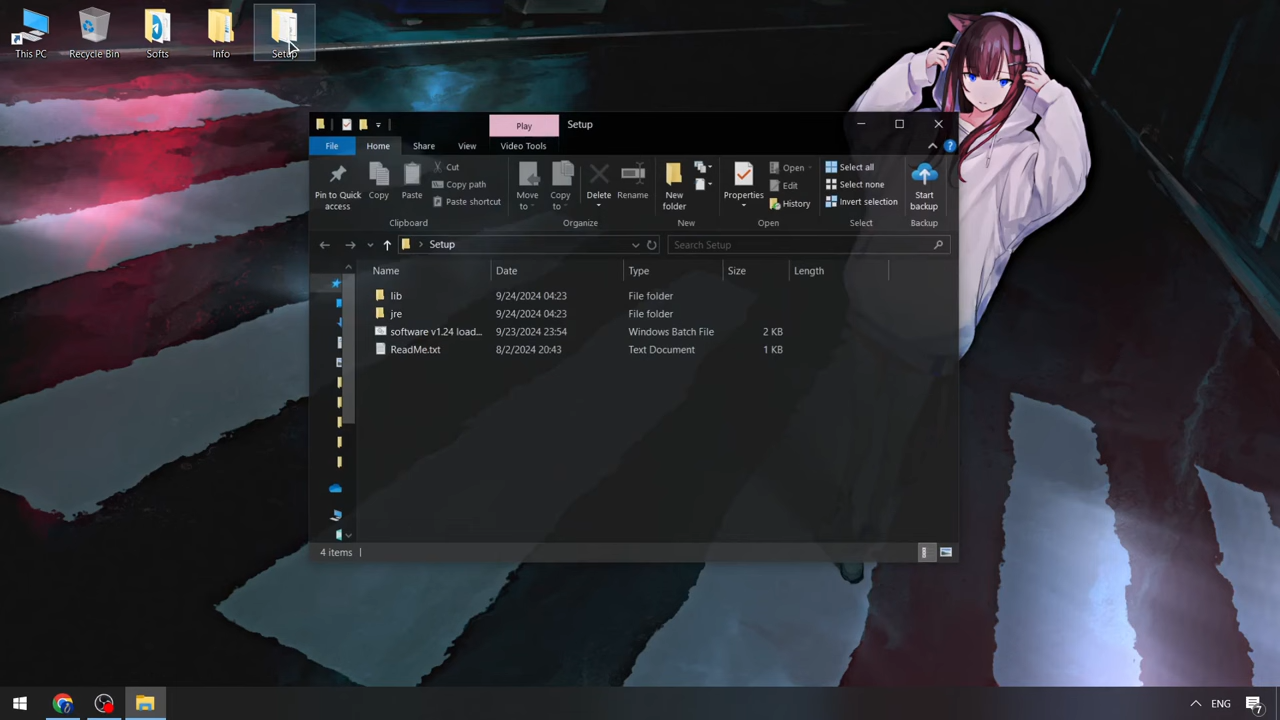 This PC
Recycle Bin
Softs
Info
Setup
Play
Setup
File
Home
Share
View
Video Tools
Pin to Quick access
Copy
Paste
Cut
Copy path
Paste shortcut
Clipboard
Move to
Copy to
Delete
Rename
Organize
New folder
New
Properties
Open
Edit
History
Open
Select all
Select none
Invert selection
Select
Start backup
Backup
Setup
Search Setup
Name Date Type Size Length
lib 9/24/2024 04:23 File folder
jre 9/24/2024 04:23 File folder
software v1.24 load... 9/23/2024 23:54 Windows Batch File 2 KB
ReadMe.txt 8/2/2024 20:43 Text Document 1 KB
4 items
ENG
7